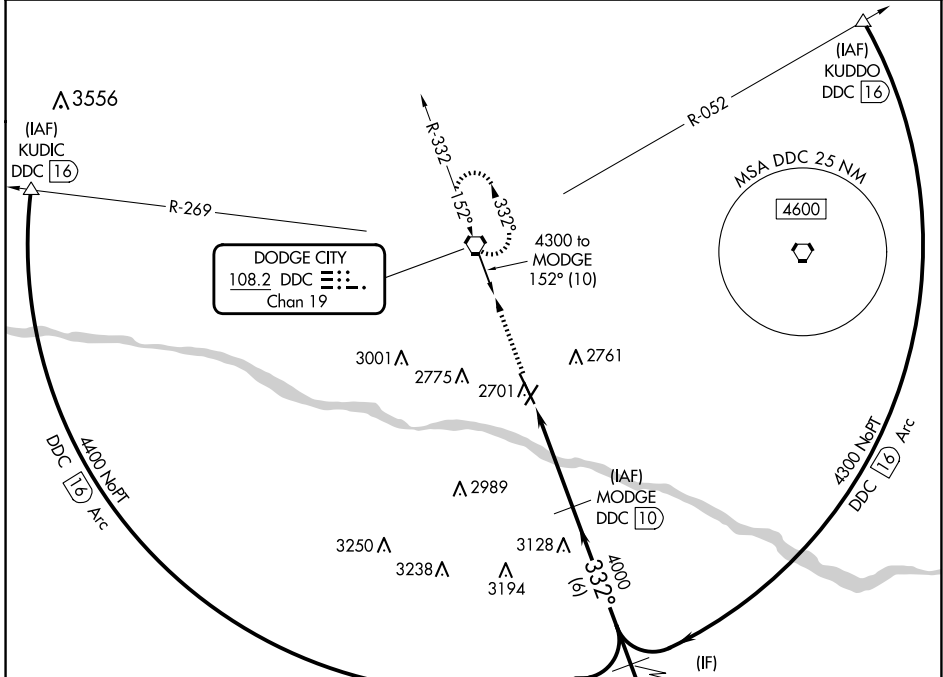 3556
(IAF)
KUDIC
DDC 16
R-269
R-332
152°
332°
DODGE CITY
108.2 DDC
Chan 19
4300 to
MODGE
152° (10)
R-052
(IAF)
KUDDO
DDC 16
MSA DDC 25 NM
4600
3001
2775
2701
2761
4400 NoPT
DDC 16 Arc
4300 NoPT
DDC 16 Arc
2989
(IAF)
MODGE
DDC 10
3250
3238
3194
3128
4000
332°
(6)
(IF)